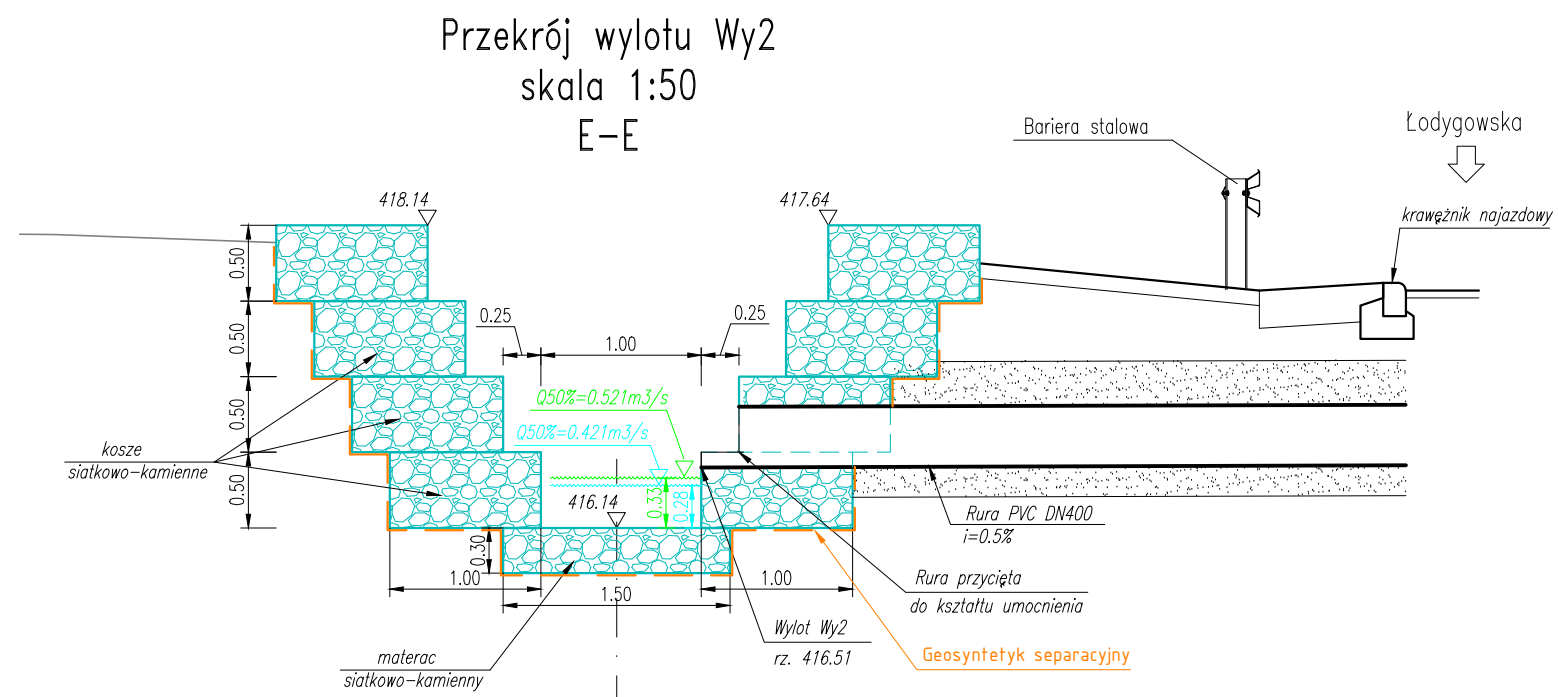 Przekrój wylotu Wy2
skala 1:50
E-E
Bariera stalowa
Łodygowska
krawężnik najazdowy
418.14
417.64
0.50
0.50
0.50
0.50
0.25
1.00
0.25
Q50%=0.521m3/s
Q50%=0.421m3/s
kosze
siatkowo-kamienne
416.14
0.33
0.28
0.30
1.00
1.50
1.00
Rura PVC DN400
i=0.5%
Rura przycięta
do kształtu umocnienia
Wylot Wy2
rz. 416.51
Geosyntetyk separacyjny
materac
siatkowo-kamienny